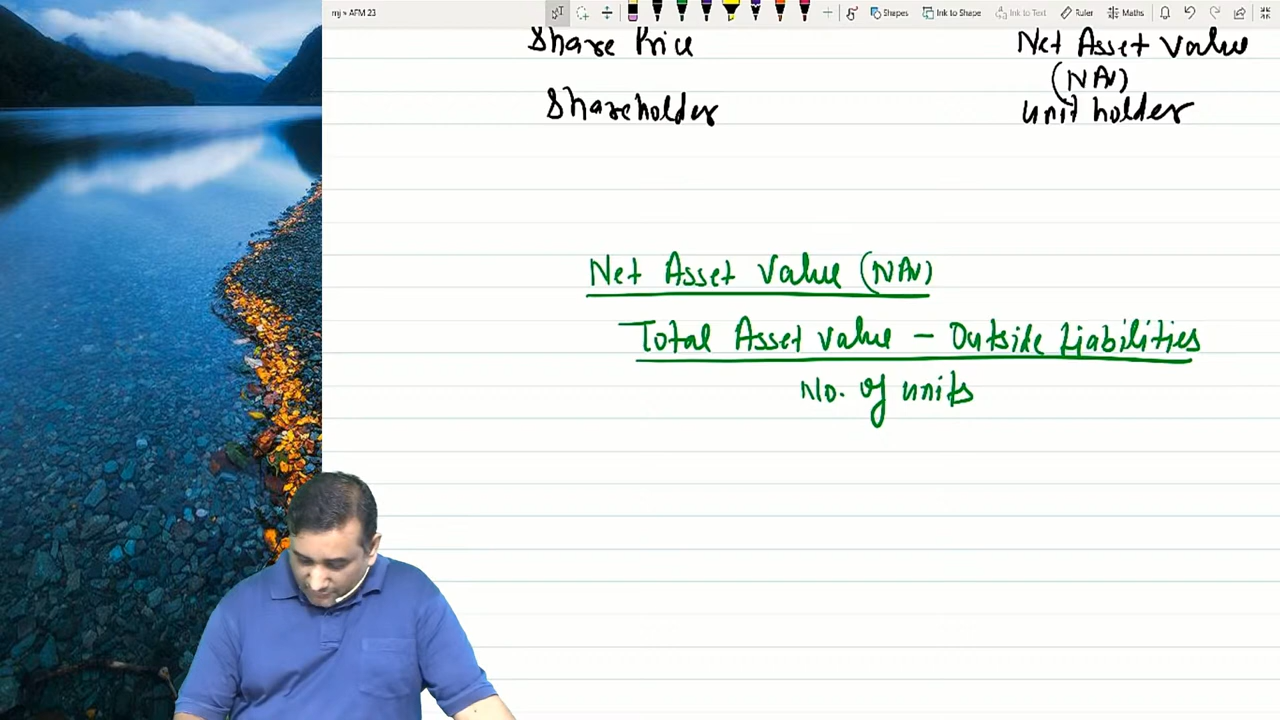 mj » AFM 23
Shapes Ink to Shape Ink to Text Ruler Maths
Share Price Net Asset Value
(NAV)
Shareholder Unit holder
Net Asset Value (NAV)
Total Asset Value - Outside Liabilities
No. of units